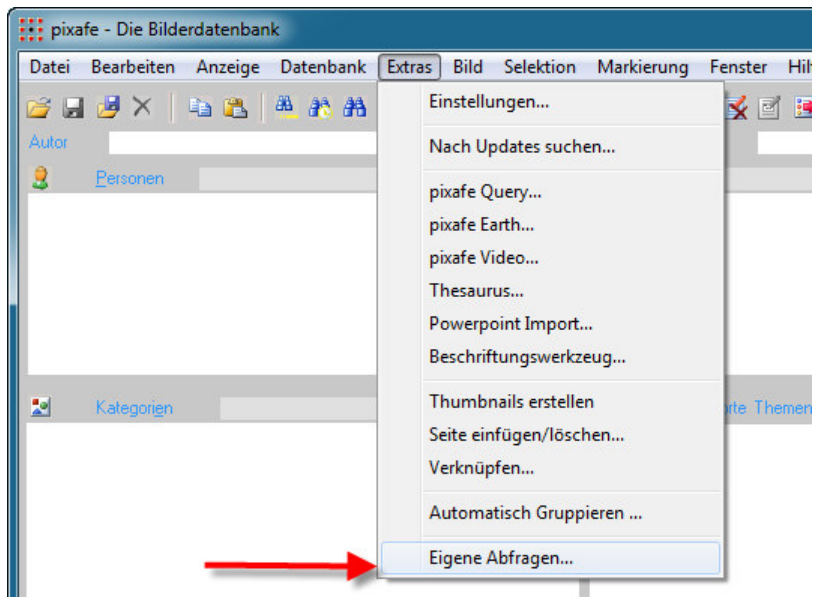 pixafe - Die Bilderdatenbank
Datei Bearbeiten Anzeige Datenbank Extras Bild Selektion Markierung Fenster
Autor
Personen
Kategorien
Einstellungen...
Nach Updates suchen...
pixafe Query...
pixafe Earth...
pixafe Video...
Thesaurus...
Powerpoint Import...
Beschriftungswerkzeug...
Thumbnails erstellen
Seite einfügen/löschen...
Verknüpfen...
Automatisch Gruppieren ...
Eigene Abfragen...
Themen